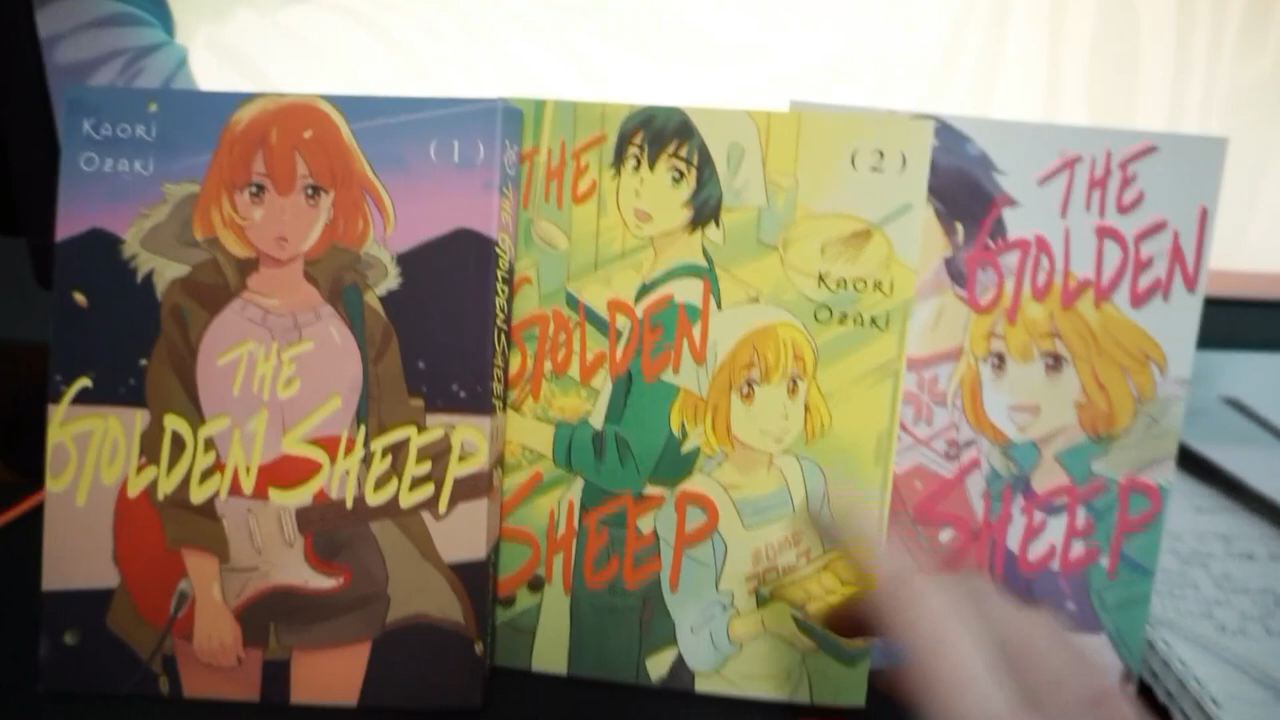 KAORI
OZAKI
(1)
THE
GOLDEN SHEEP
THE GOLDEN SHEEP
THE
GOLDEN
SHEEP
(2)
KAORI
OZAKI
THE
GOLDEN
SHEEP